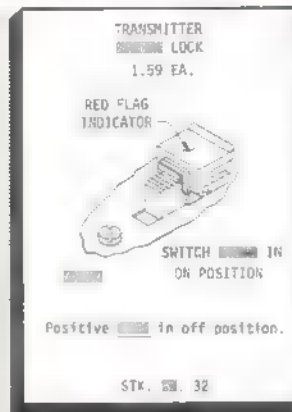 TRANSMITTER
LOCK
1.59 EA.
RED FLAG
INDICATOR
SWITCH IN
ON POSITION
Positive in off position.
STK. 32